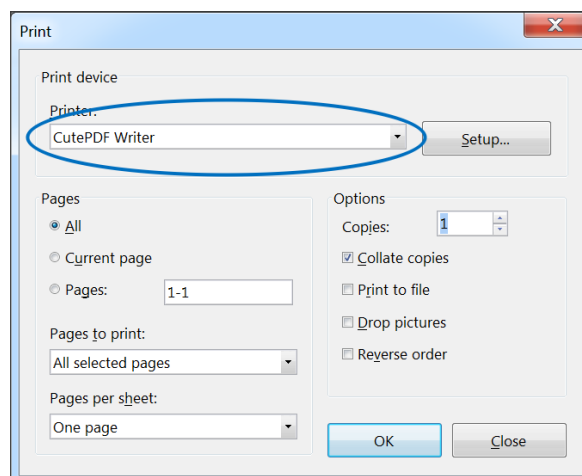 Print
Print device
Printer:
CutePDF Writer
Setup...
Pages
All
Current page
Pages:
1-1
Pages to print:
All selected pages
Pages per sheet:
One page
Options
Copies:
1
Collate copies
Print to file
Drop pictures
Reverse order
OK
Close